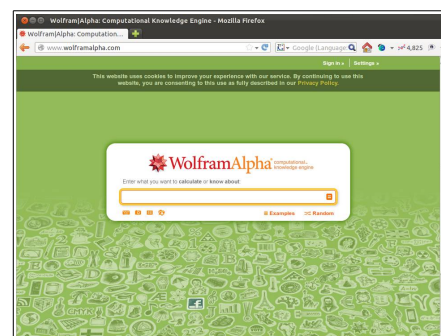 Wolfram|Alpha: Computational Knowledge Engine - Mozilla Firefox
Wolfram|Alpha: Computation...
www.wolframalpha.com
Google (Language
4,825
Sign in
Settings
This website uses cookies to improve your experience with our service. By continuing to use this
website, you are consenting to this use as fully described in our Privacy Policy.
WolframAlpha computational..
knowledge engine
Enter what you want to calculate or know about:
Examples
Random